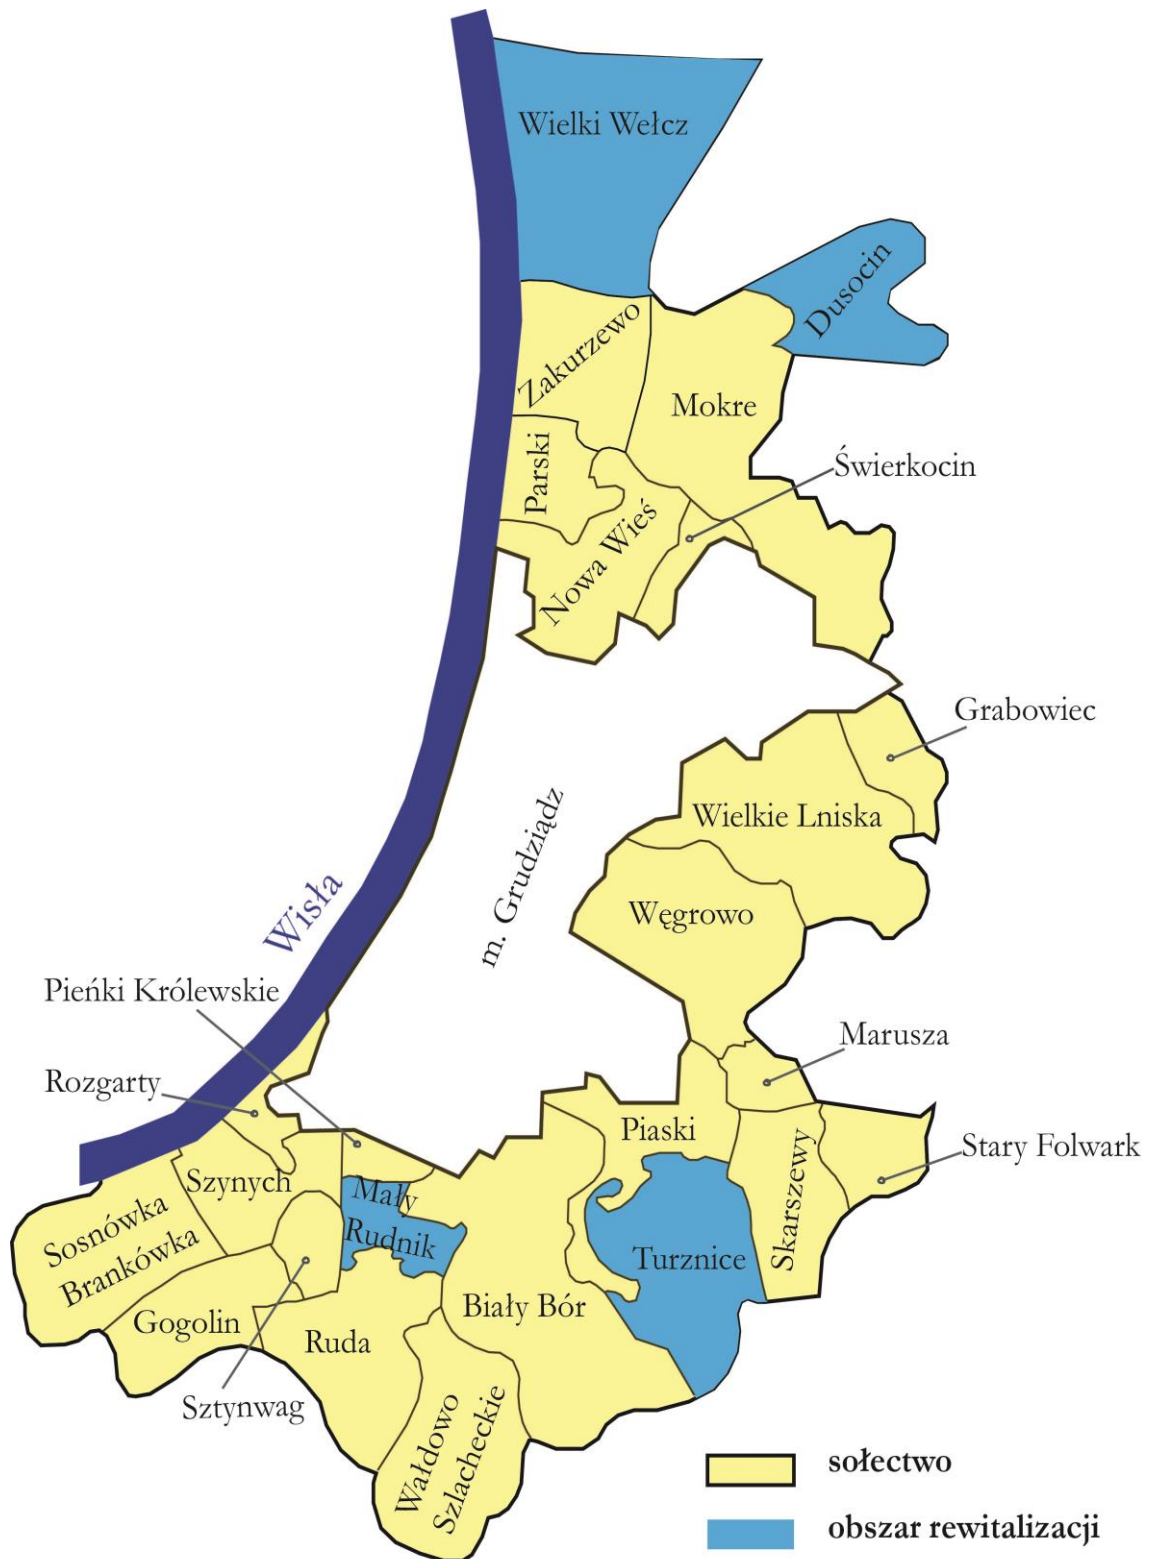 Wielki Wełcz
Dusocin
Zakurzewo
Mokre
Parski
Świerkocin
Nowa Wieś
Grabowiec
Wielkie Lniska
m. Grudziądz
Węgrowo
Wisła
Pieńki Królewskie
Marusza
Rozgarty
Piaski
Stary Folwark
Szynych
Mały
Rudnik
Skarszewy
Sosnówka
Brankówka
Turznice
Biały Bór
Gogolin
Ruda
Sztynwag
Wałdowo
Szlacheckie
sołectwo
obszar rewitalizacji